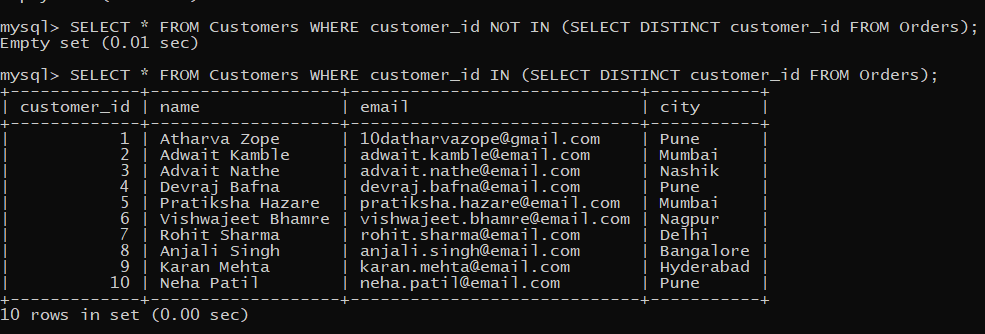 mysql> SELECT * FROM Customers WHERE customer_id NOT IN (SELECT DISTINCT customer_id FROM Orders);
Empty set (0.01 sec)
mysql> SELECT * FROM Customers WHERE customer_id IN (SELECT DISTINCT customer_id FROM Orders);
+-------------+-------------------+-----------------------------+-----------+
| customer_id | name              | email                       | city      |
+-------------+-------------------+-----------------------------+-----------+
|           1 | Atharva Zope      | 10datharvazope@gmail.com    | Pune      |
|           2 | Adwait Kamble     | adwait.kamble@email.com     | Mumbai    |
|           3 | Advait Nathe      | advait.nathe@email.com      | Nashik    |
|           4 | Devraj Bafna      | devraj.bafna@email.com      | Pune      |
|           5 | Pratiksha Hazare  | pratiksha.hazare@email.com  | Mumbai    |
|           6 | Vishwajeet Bhamre | vishwajeet.bhamre@email.com | Nagpur    |
|           7 | Rohit Sharma      | rohit.sharma@email.com      | Delhi     |
|           8 | Anjali Singh      | anjali.singh@email.com      | Bangalore |
|           9 | Karan Mehta       | karan.mehta@email.com       | Hyderabad |
|          10 | Neha Patil        | neha.patil@email.com        | Pune      |
+-------------+-------------------+-----------------------------+-----------+
10 rows in set (0.00 sec)